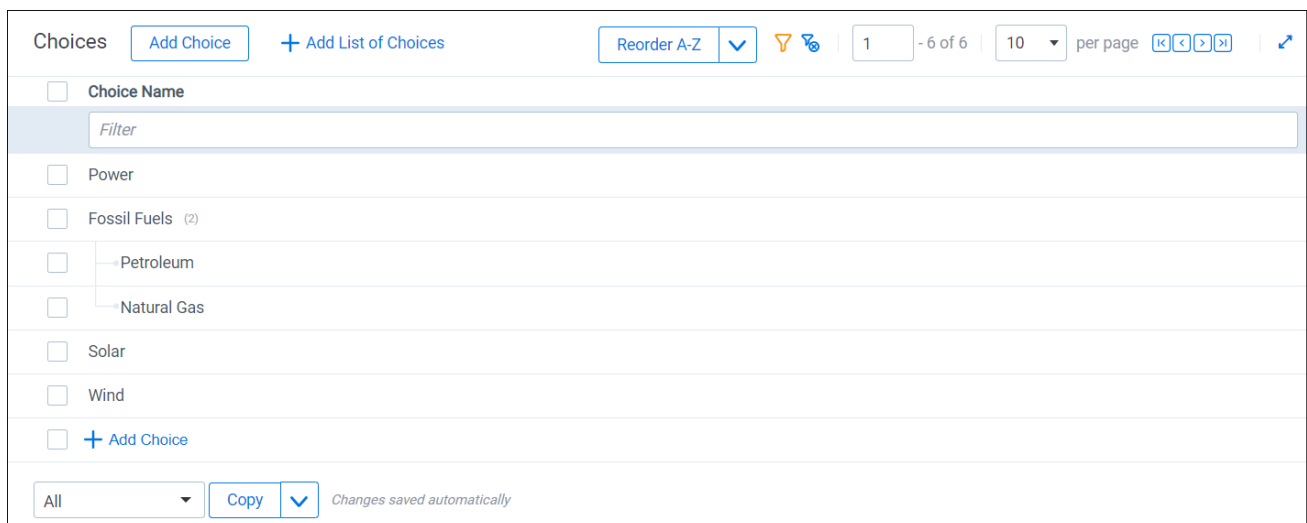 Choices Add Choice + Add List of Choices Reorder A-Z 1 - 6 of 6 10 per page
Choice Name
Filter
Power
Fossil Fuels (2)
Petroleum
Natural Gas
Solar
Wind
+ Add Choice
All Copy Changes saved automatically